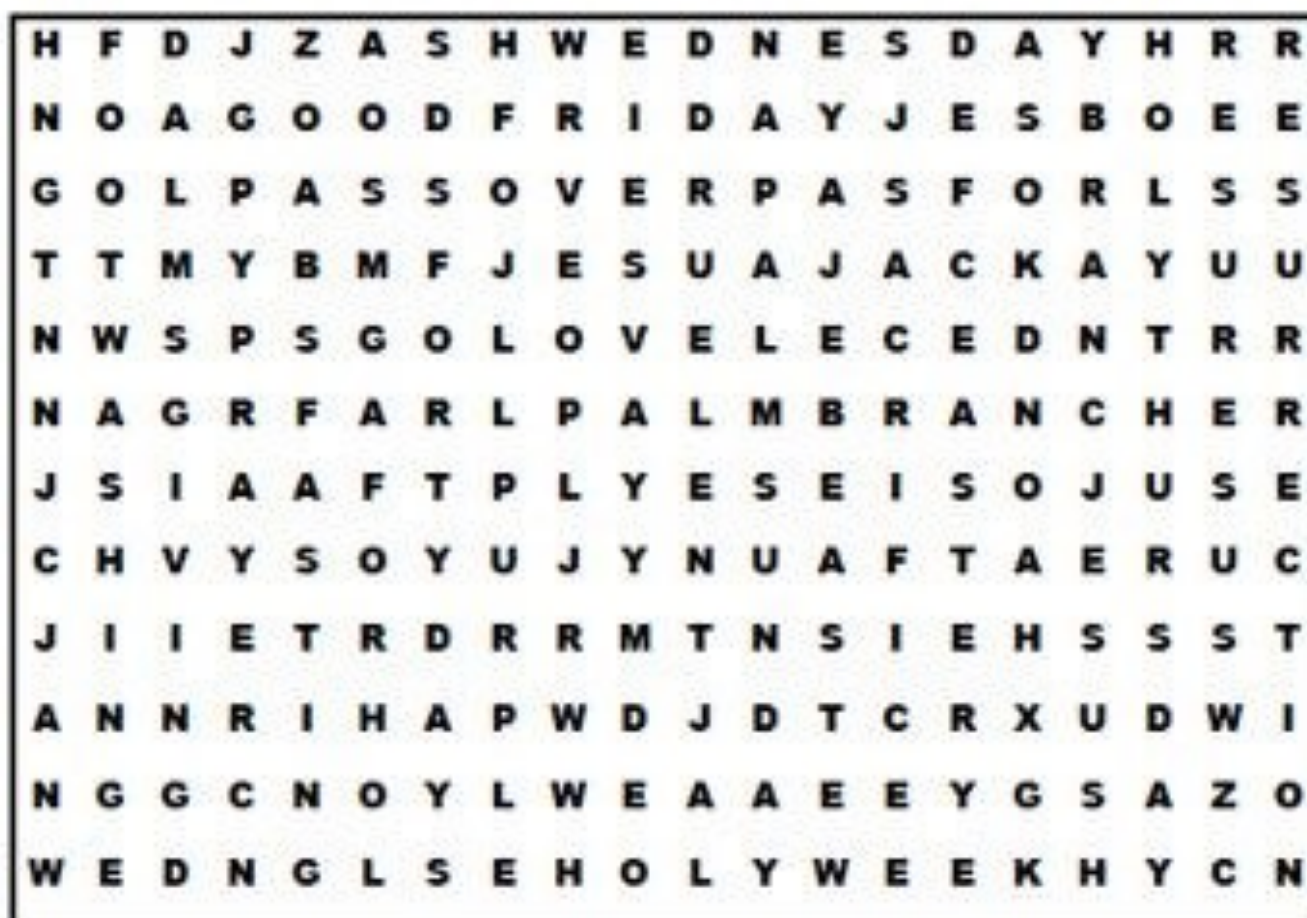 H F D J Z A S H W E D N E S D A Y H R R
N O A G O O D F R I D A Y J E S B O E E
G O L P A S S O V E R P A S F O R L S S
T T M Y B M F J E S U A J A C K A Y U U
N W S P S G O L O V E L E C E D N T R R
N A G R F A R L P A L M B R A N C H E R
J S I A A F T P L Y E S E I S O J U S E
C H V Y S O Y U J Y N U A F T A E R U C
J I I E T R D R R M T N S I E H S S S T
A N N R I H A P W D J D T C R X U D W I
N G G C N O Y L W E A A E E Y G S A Z O
W E D N G L S E H O L Y W E E K H Y C N